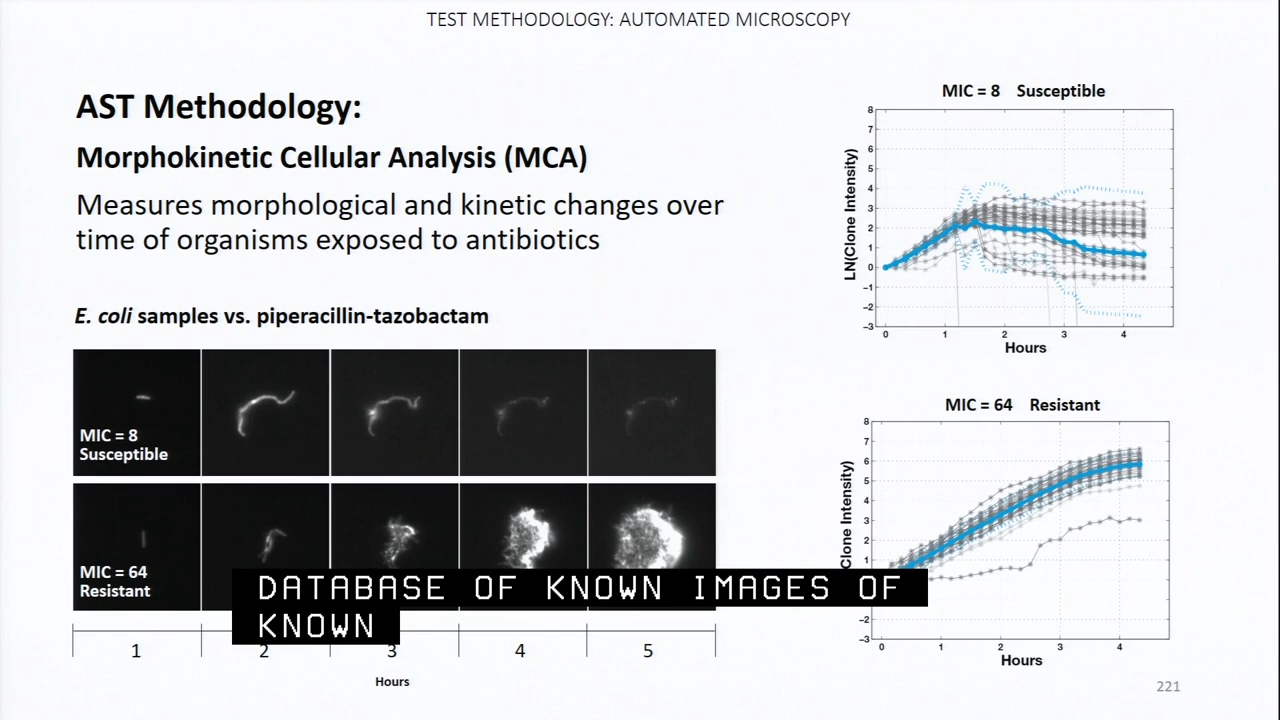 TEST METHODOLOGY: AUTOMATED MICROSCOPY
AST Methodology:
Morphokinetic Cellular Analysis (MCA)
Measures morphological and kinetic changes over
time of organisms exposed to antibiotics
E. coli samples vs. piperacillin-tazobactam
MIC = 8
Susceptible
MIC = 64
Resistant
1 2 3 4 5
Hours
MIC = 8 Susceptible
LN(Clone Intensity)
8
7
6
5
4
3
2
1
0
−1
−2
−3
0 1 2 3 4
Hours
MIC = 64 Resistant
Clone Intensity)
8
7
6
5
4
3
2
1
−2
−3
0 1 2 3 4
Hours
DATABASE OF KNOWN IMAGES OF
KNOWN
221